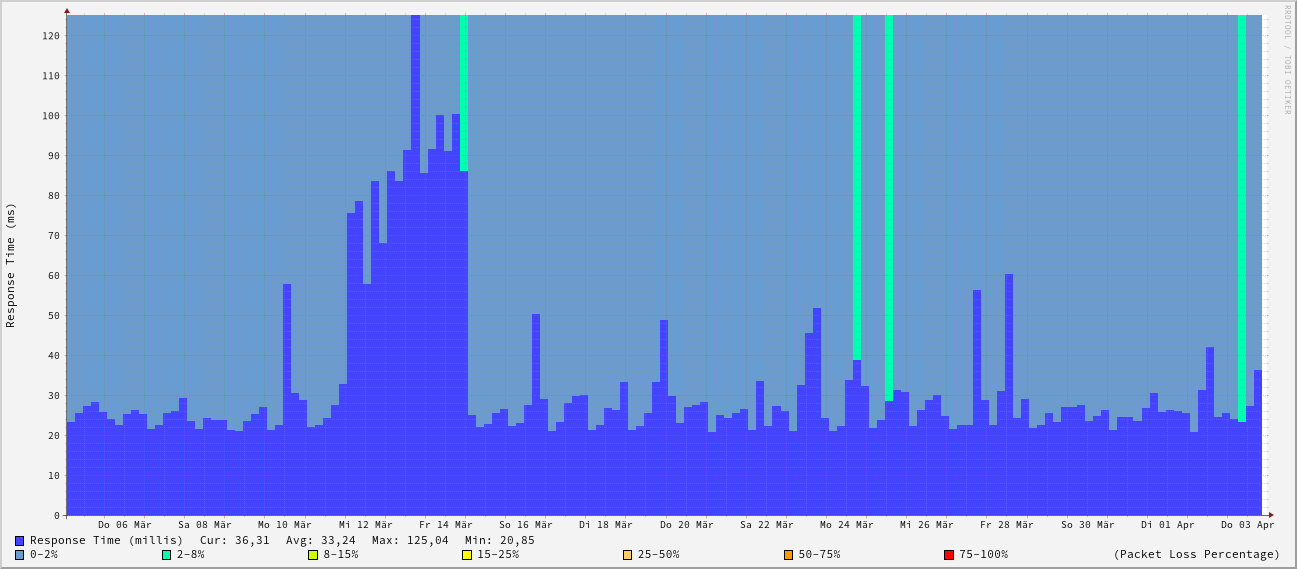 RRDTOOL / TOBI OETIKER
Response Time (ms)
120
110
100
90
80
70
60
50
40
30
20
10
0
Do 06 Mär Sa 08 Mär Mo 10 Mär Mi 12 Mär Fr 14 Mär So 16 Mär Di 18 Mär Do 20 Mär Sa 22 Mär Mo 24 Mär Mi 26 Mär Fr 28 Mär So 30 Mär Di 01 Apr Do 03 Apr
Response Time (millis) Cur: 36,31 Avg: 33,24 Max: 125,04 Min: 20,85
0-2% 2-8% 8-15% 15-25% 25-50% 50-75% 75-100% (Packet Loss Percentage)